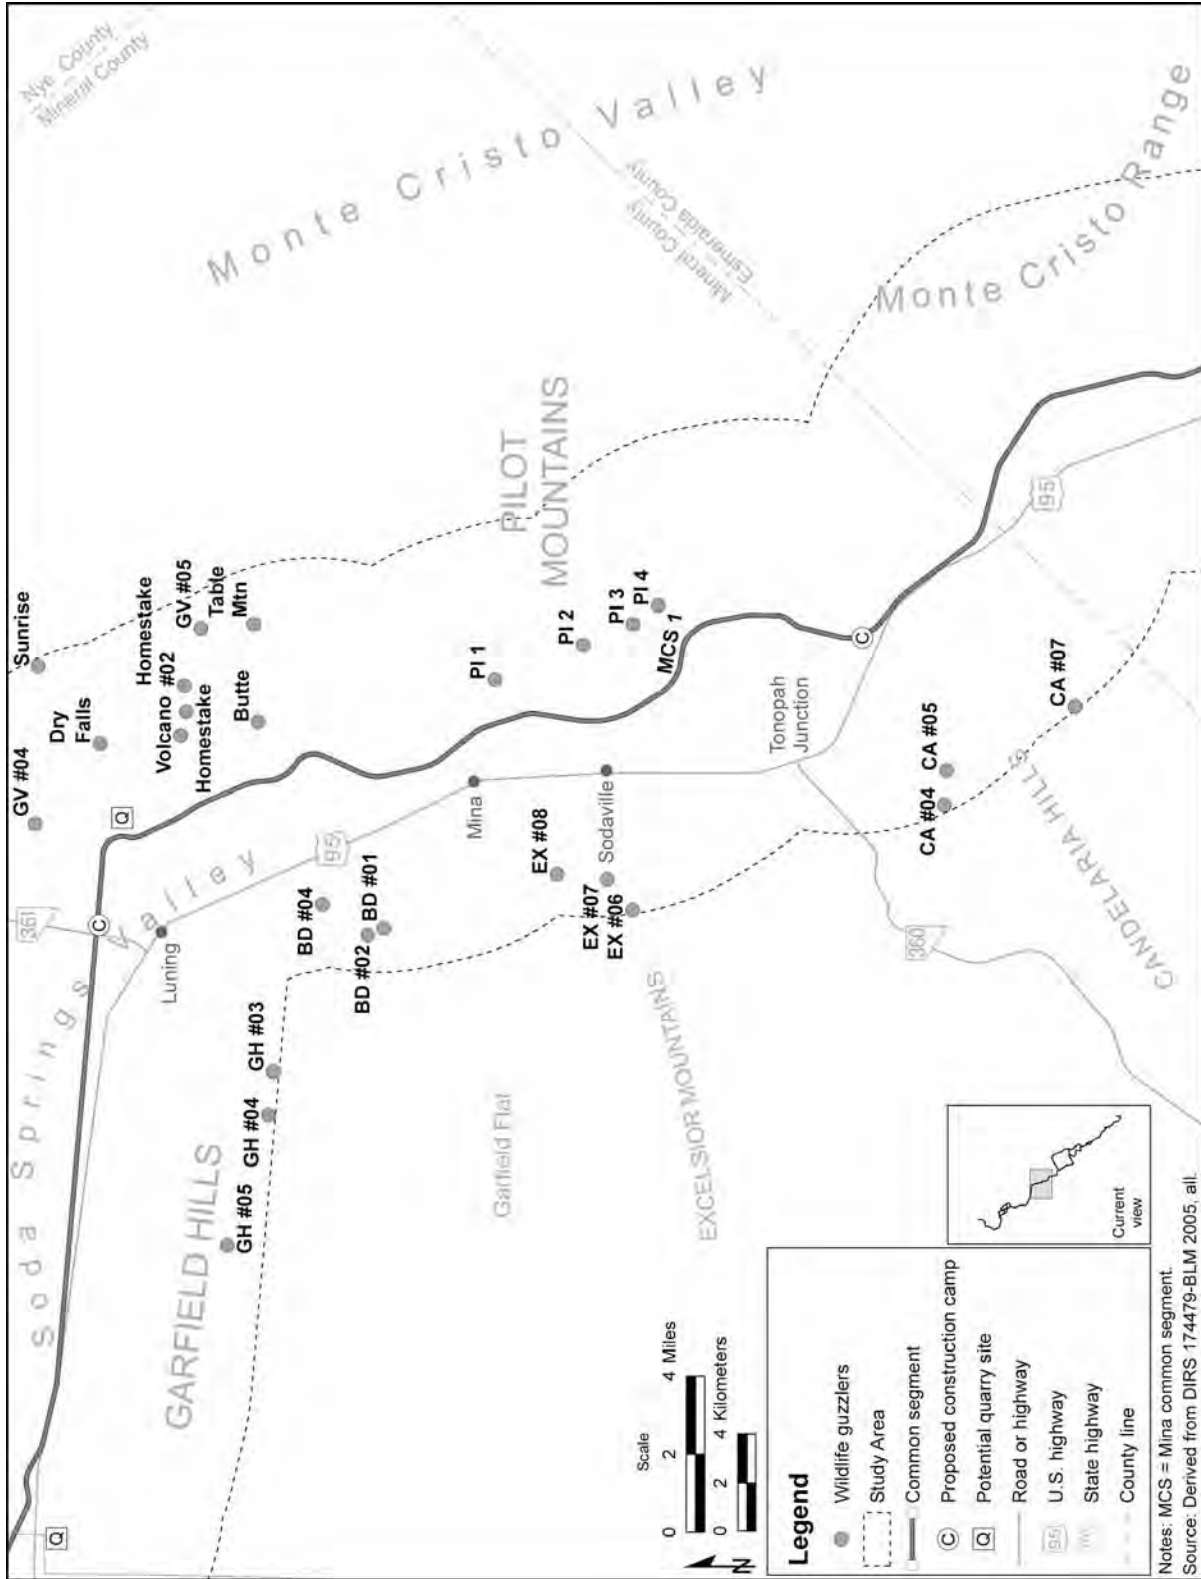 Nye County
Mineral County
Monte Cristo Valley
Mineral County
Esmeralda County
Monte Cristo Range
PILOT
MOUNTAINS
Sunrise
GV #04
Dry
Falls
Homestake
Volcano #02
Homestake
GV #05
Table
Mtn
Butte
PI 1
PI 2
PI 3
PI 4
MCS 1
Q
C
C
361
Soda Springs Valley
Luning
95
Mina
Sodaville
Tonopah
Junction
95
BD #04
BD #01
BD #02
EX #08
EX #07
EX #06
CA #04
CA #05
CA #07
360
GH #03
GH #04
GH #05
GARFIELD HILLS
Garfield Flat
EXCELSIOR MOUNTAINS
CANDELARIA HILLS
Q
Scale
0 2 4 Miles
0 2 4 Kilometers
N
Legend
Wildlife guzzlers
Study Area
Common segment
C Proposed construction camp
Q Potential quarry site
Road or highway
95 U.S. highway
State highway
County line
Current
view
Notes: MCS = Mina common segment.
Source: Derived from DIRS 174479-BLM 2005, all.